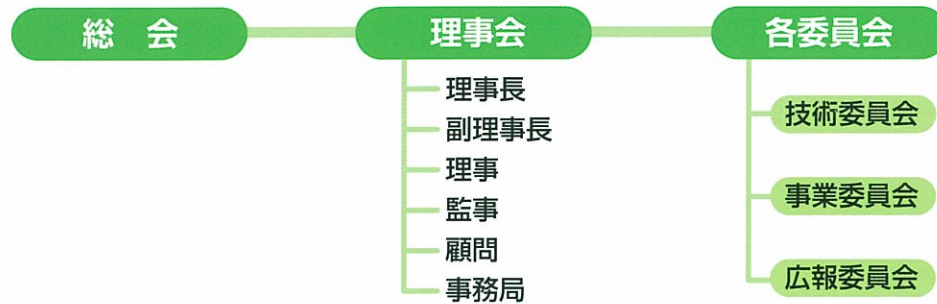 総 会
理事会
理事長
副理事長
理事
監事
顧問
事務局
各委員会
技術委員会
事業委員会
広報委員会